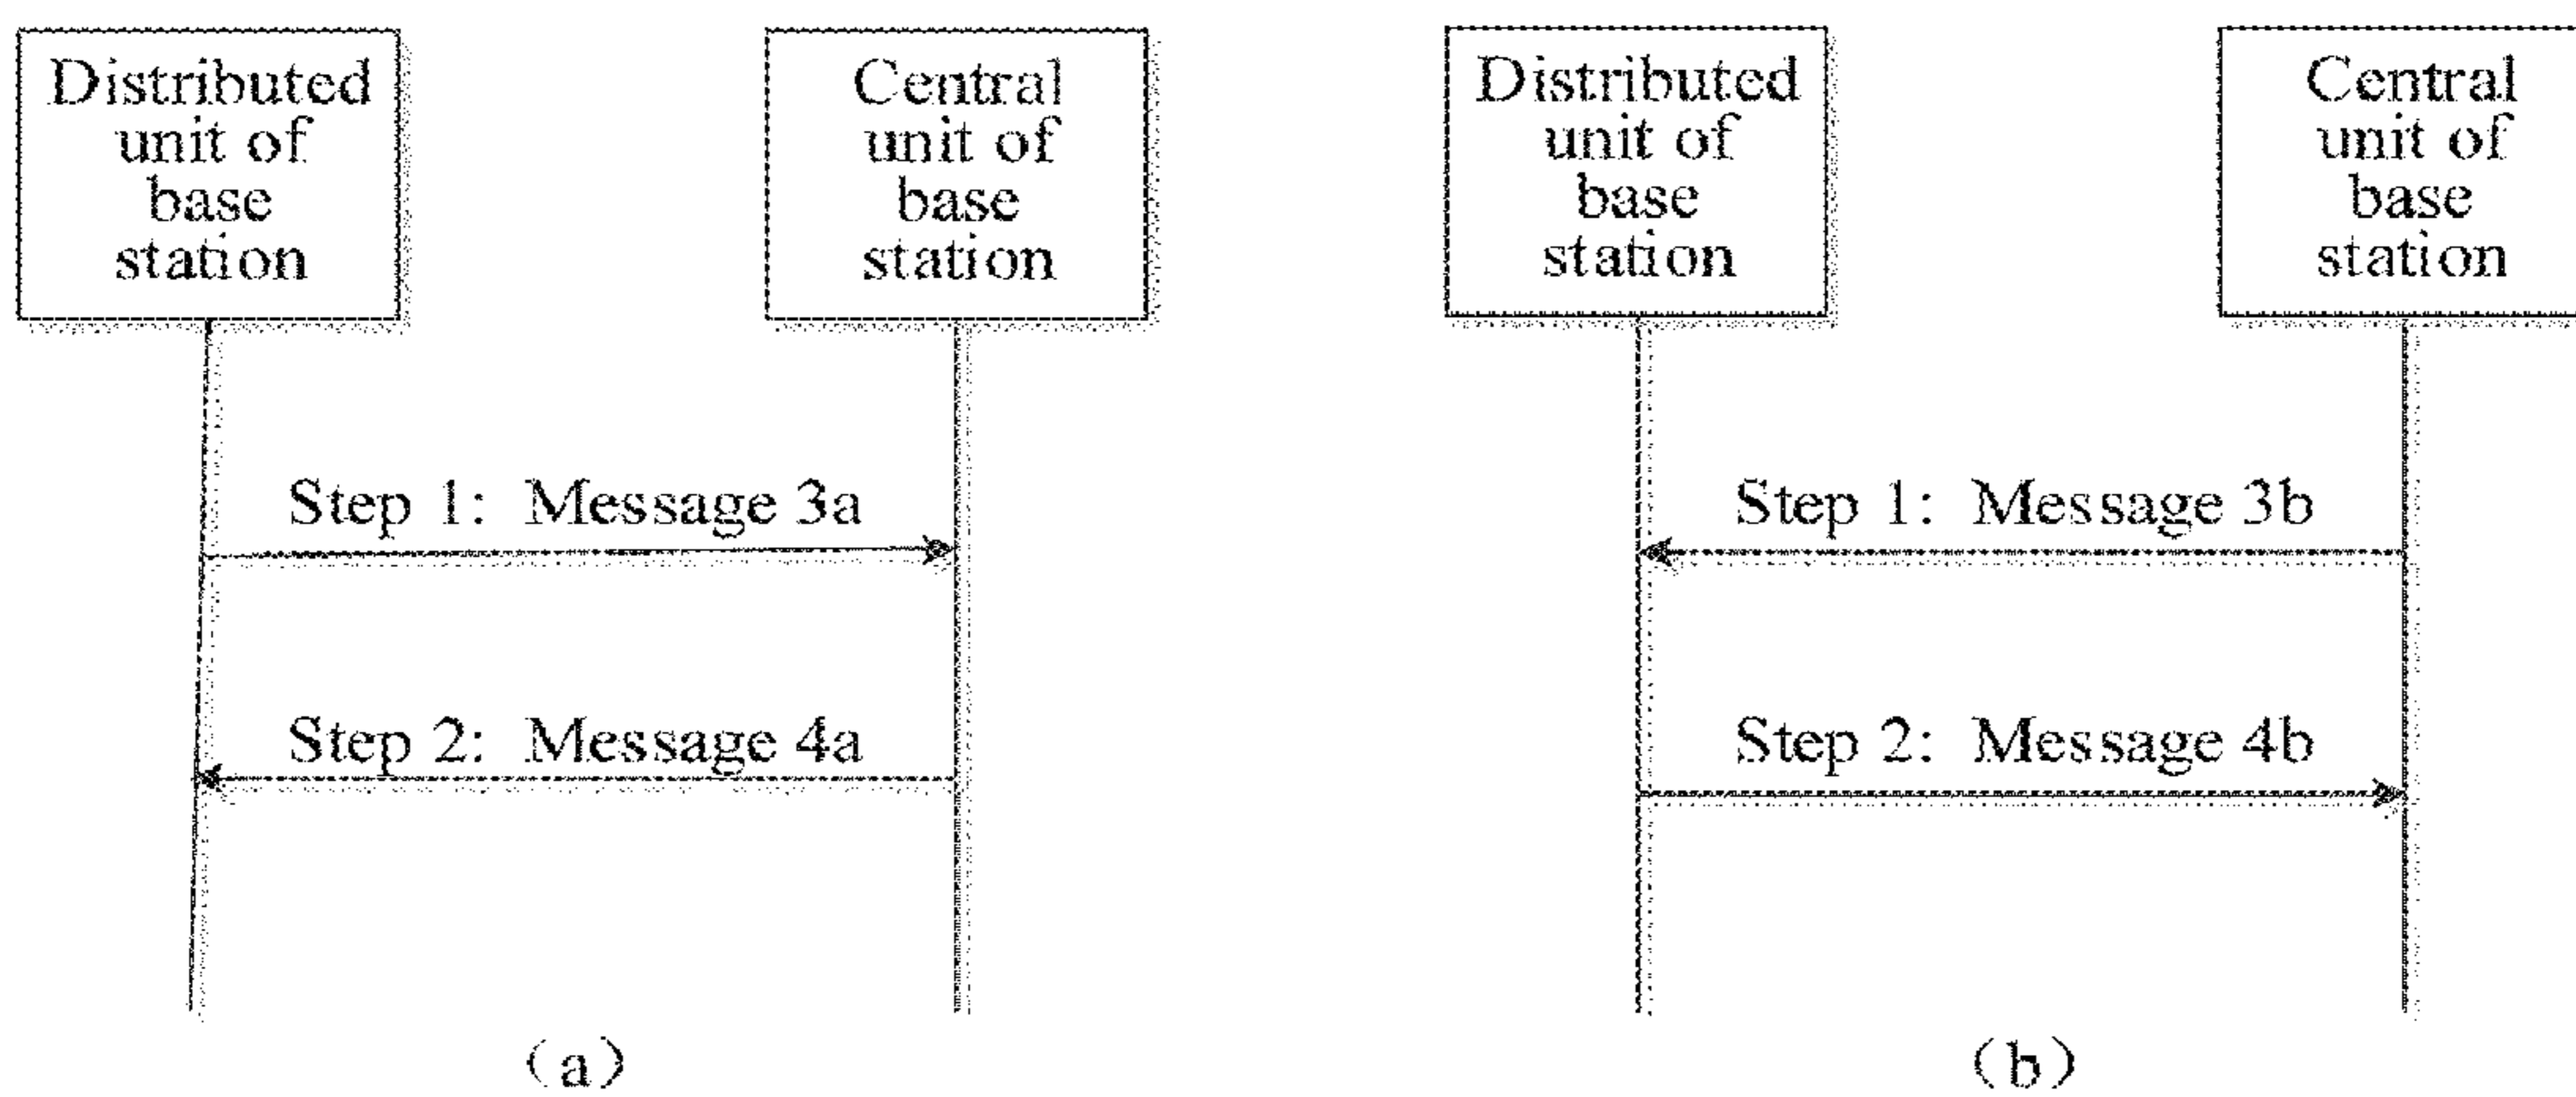 Distributed
unit of
base
station
Central
unit of
base
station
Step 1: Message 3a
Step 2: Message 4a
(a)
Distributed
unit of
base
station
Central
unit of
base
station
Step 1: Message 3b
Step 2: Message 4b
(b)